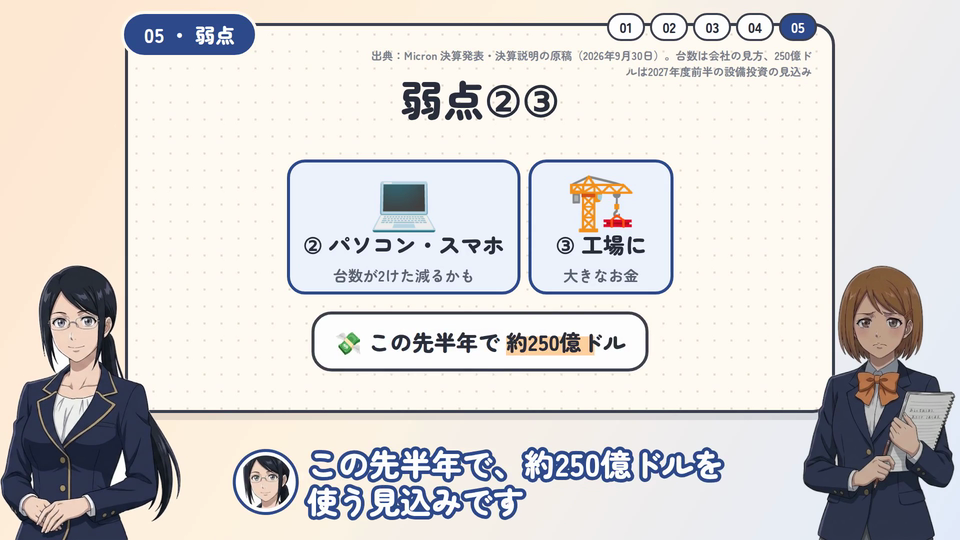 05 ・ 弱点
01 02 03 04 05
出典：Micron 決算発表・決算説明の原稿（2026年9月30日）。台数は会社の見方、250億ド
ルは2027年度前半の設備投資の見込み
弱点②③
② パソコン・スマホ
台数が2けた減るかも
③ 工場に
大きなお金
この先半年で 約250億ドル
この先半年で、約250億ドルを
使う見込みです